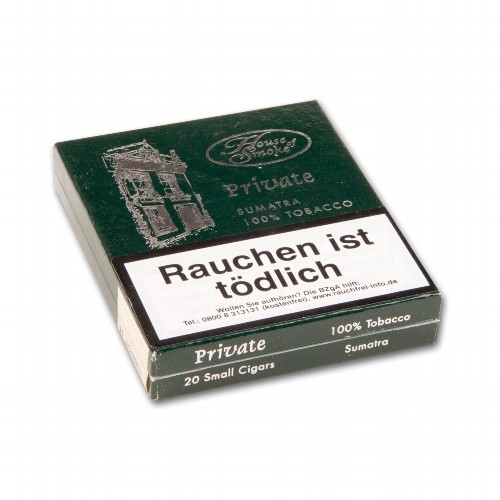 House of
Smoke
Private
SUMATRA
100% TOBACCO
Rauchen ist
tödlich
Wollen Sie aufhören? Die BZgA hilft:
Tel.: 0800 8 313131 (kostenfrei), www.rauchfrei-info.de
Private 100% Tobacco
20 Small Cigars Sumatra